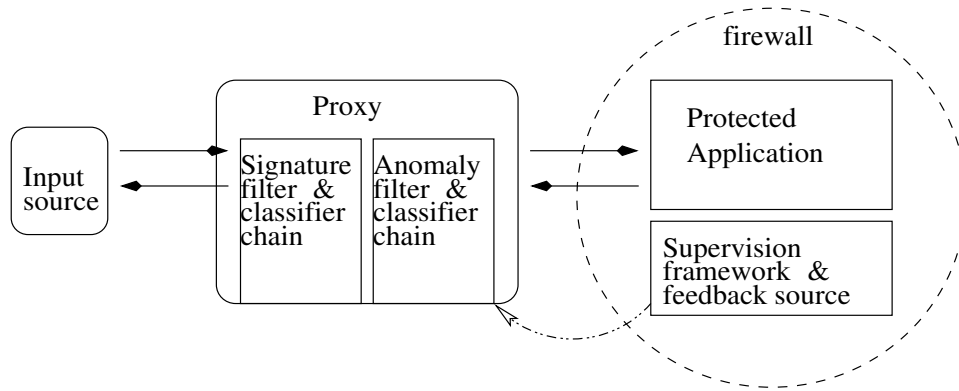 firewall
Proxy
Input
source
Signature
filter &
classifier
chain
Anomaly
filter &
classifier
chain
Protected
Application
Supervision
framework &
feedback source